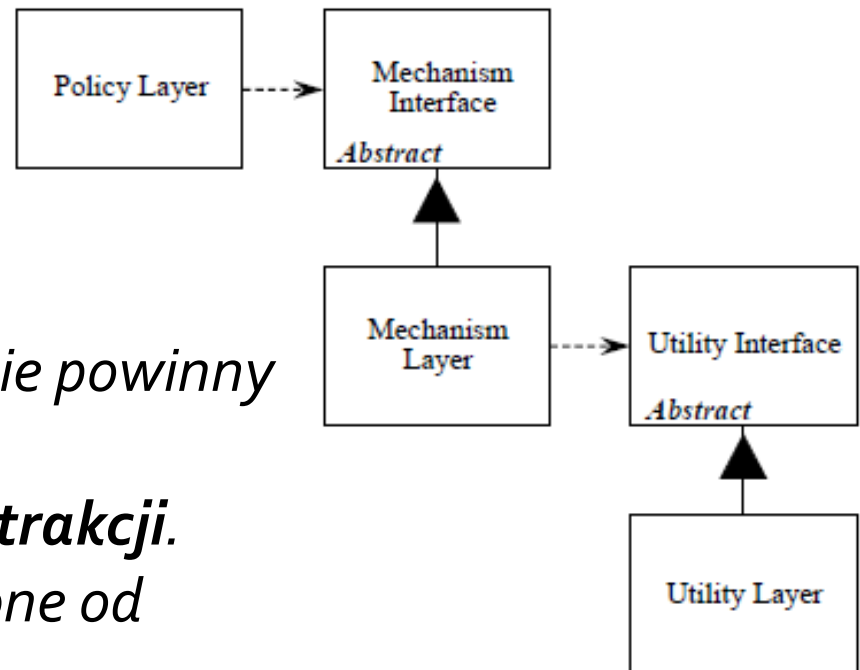 Policy Layer
Mechanism
Interface
Abstract
Mechanism
Layer
Utility Interface
Abstract
Utility Layer
ie powinny
trakcji.
one od